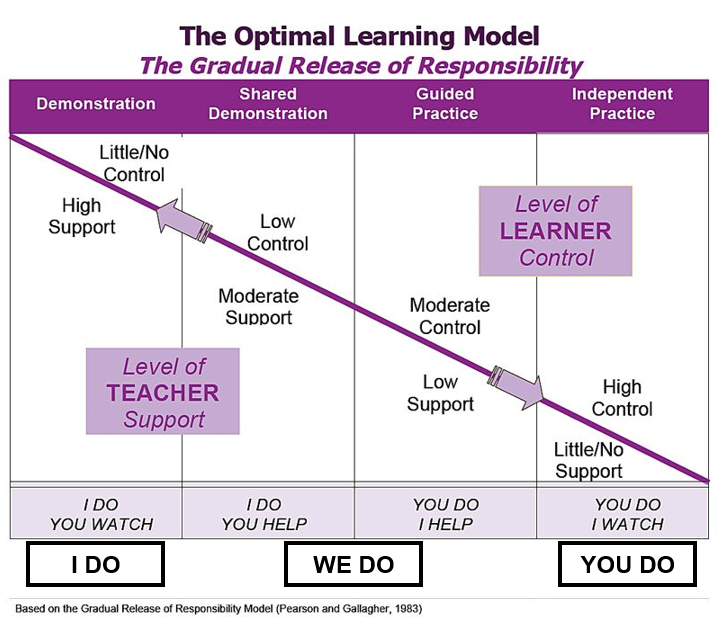 The Optimal Learning Model
The Gradual Release of Responsibility
Demonstration
Shared
Demonstration
Guided
Practice
Independent
Practice
Little/No
Control
High
Support
Low
Control
Moderate
Support
Level of
LEARNER
Control
Moderate
Control
Level of
TEACHER
Support
Low
Support
High
Control
Little/No
Support
I DO
YOU WATCH
I DO
YOU HELP
YOU DO
I HELP
YOU DO
I WATCH
I DO
WE DO
YOU DO
Based on the Gradual Release of Responsibility Model (Pearson and Gallagher, 1983)